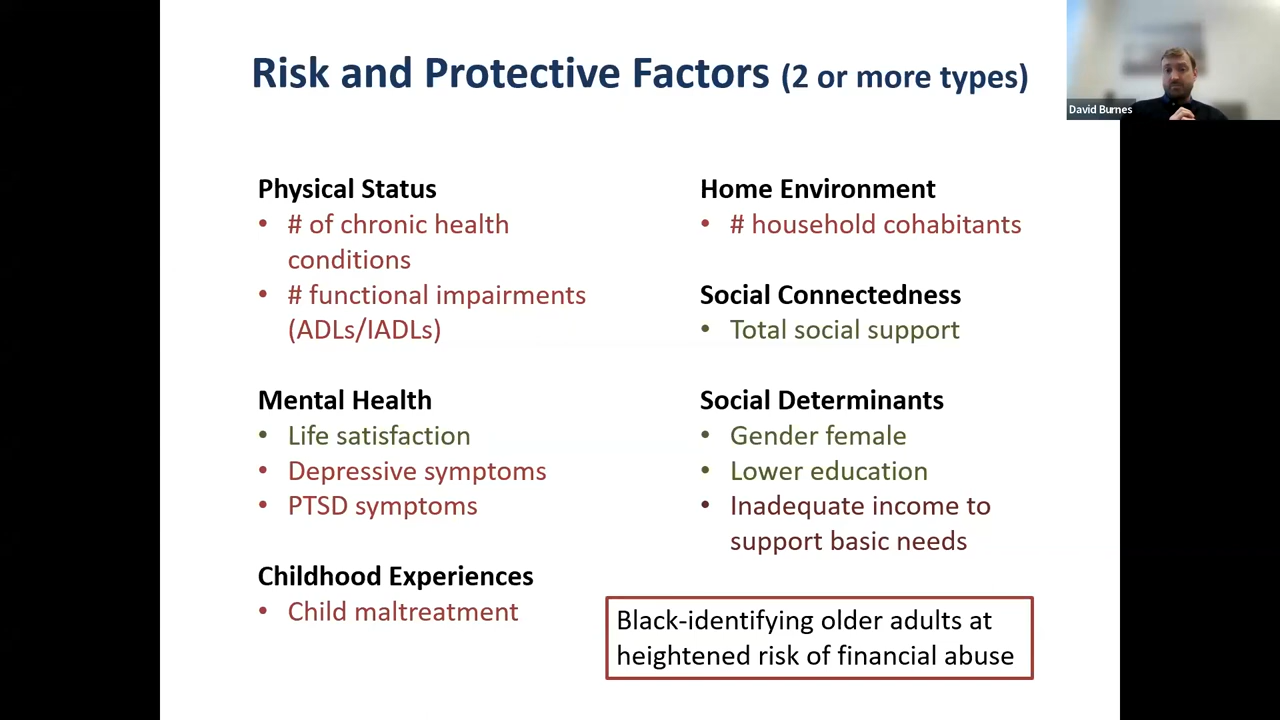 Risk and Protective Factors (2 or more types)
David Burnes
Physical Status
• # of chronic health
conditions
• # functional impairments
(ADLs/IADLs)
Mental Health
• Life satisfaction
• Depressive symptoms
• PTSD symptoms
Childhood Experiences
• Child maltreatment
Home Environment
• # household cohabitants
Social Connectedness
• Total social support
Social Determinants
• Gender female
• Lower education
• Inadequate income to
support basic needs
Black-identifying older adults at
heightened risk of financial abuse